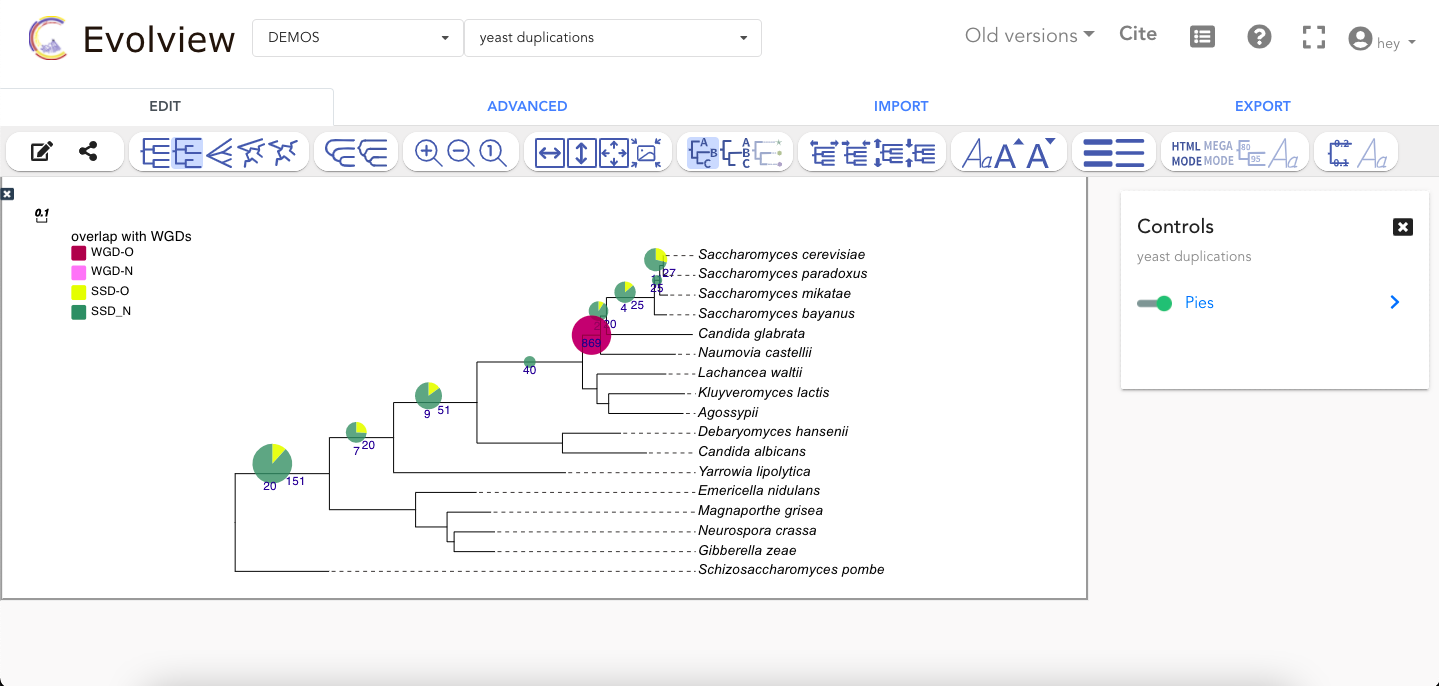 Evolview
DEMOS
yeast duplications
Old versions
Cite
hey
EDIT
ADVANCED
IMPORT
EXPORT
1
A
B
C
A
B
C
Aa A A
HTML MODE
MEGA MODE
80
95
Aa
0.2
0.1
Aa
0.1
overlap with WGDs
WGD-O
WGD-N
SSD-O
SSD_N
Saccharomyces cerevisiae
27
Saccharomyces paradoxus
25
Saccharomyces mikatae
4 25
Saccharomyces bayanus
20
Candida glabrata
869
Naumovia castellii
40
Lachancea waltii
Kluyveromyces lactis
9 51
Agossypii
Debaryomyces hansenii
7 20
Candida albicans
Yarrowia lipolytica
20 151
Emericella nidulans
Magnaporthe grisea
Neurospora crassa
Gibberella zeae
Schizosaccharomyces pombe
Controls
yeast duplications
Pies